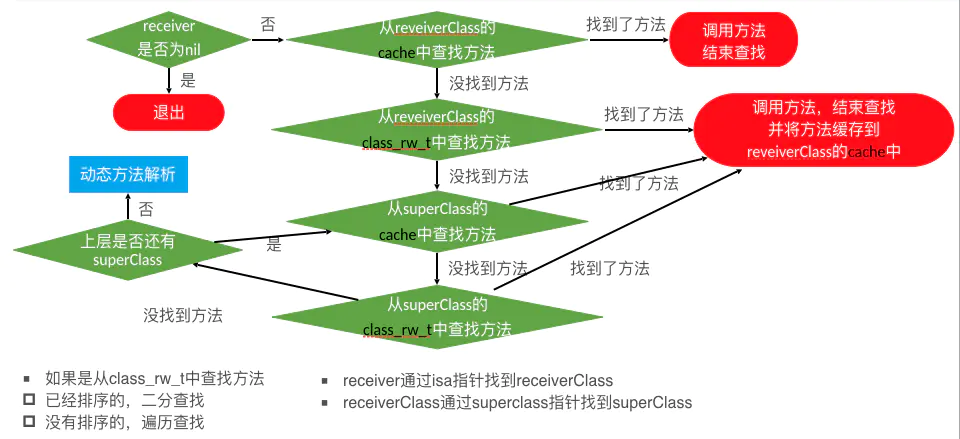 receiver
是否为nil
否
从reveiverClass的
cache中查找方法
找到了方法
调用方法
结束查找
是
退出
没找到方法
从reveiverClass的
class_rw_t中查找方法
找到了方法
调用方法，结束查找
并将方法缓存到
reveiverClass的cache中
没找到方法
动态方法解析
否
从superClass的
cache中查找方法
找到了方法
上层是否还有
superClass
是
没找到方法
找到了方法
从superClass的
class_rw_t中查找方法
没找到方法
如果是从class_rw_t中查找方法
已经排序的，二分查找
没有排序的，遍历查找
receiver通过isa指针找到receiverClass
receiverClass通过superclass指针找到superClass